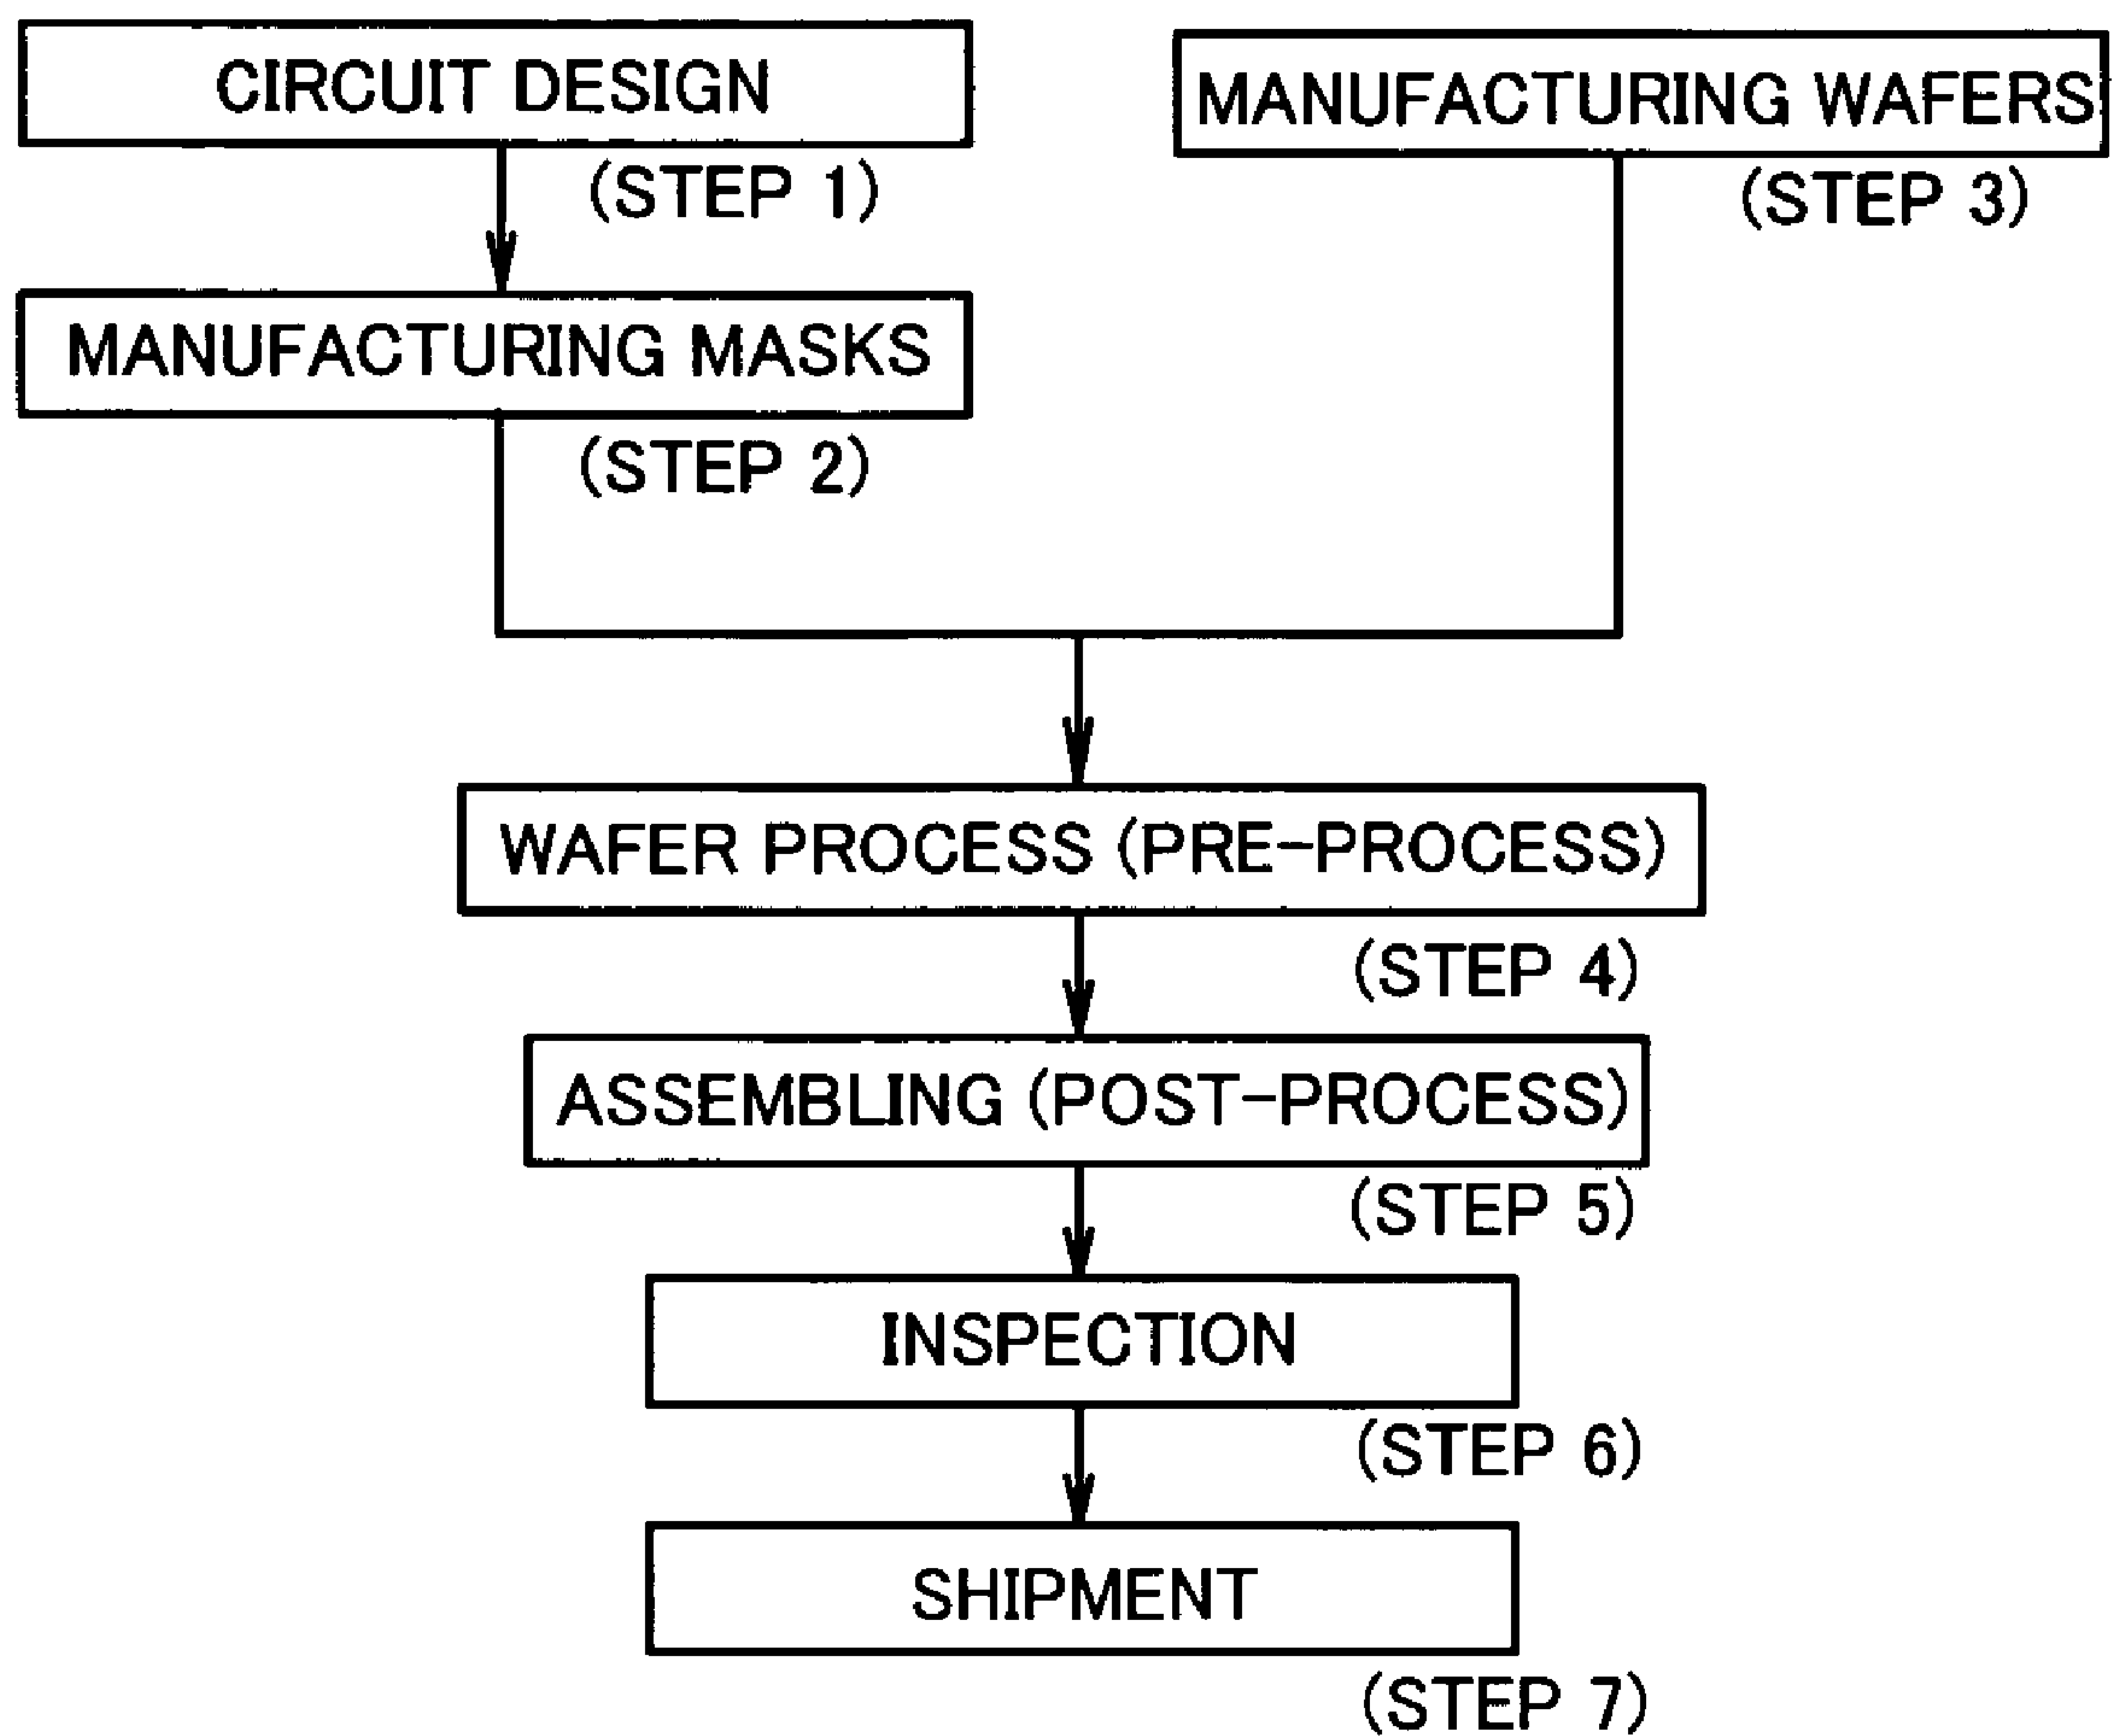 CIRCUIT DESIGN
(STEP 1)
MANUFACTURING MASKS
(STEP 2)
MANUFACTURING WAFERS
(STEP 3)
WAFER PROCESS (PRE-PROCESS)
(STEP 4)
ASSEMBLING (POST-PROCESS)
(STEP 5)
INSPECTION
(STEP 6)
SHIPMENT
(STEP 7)